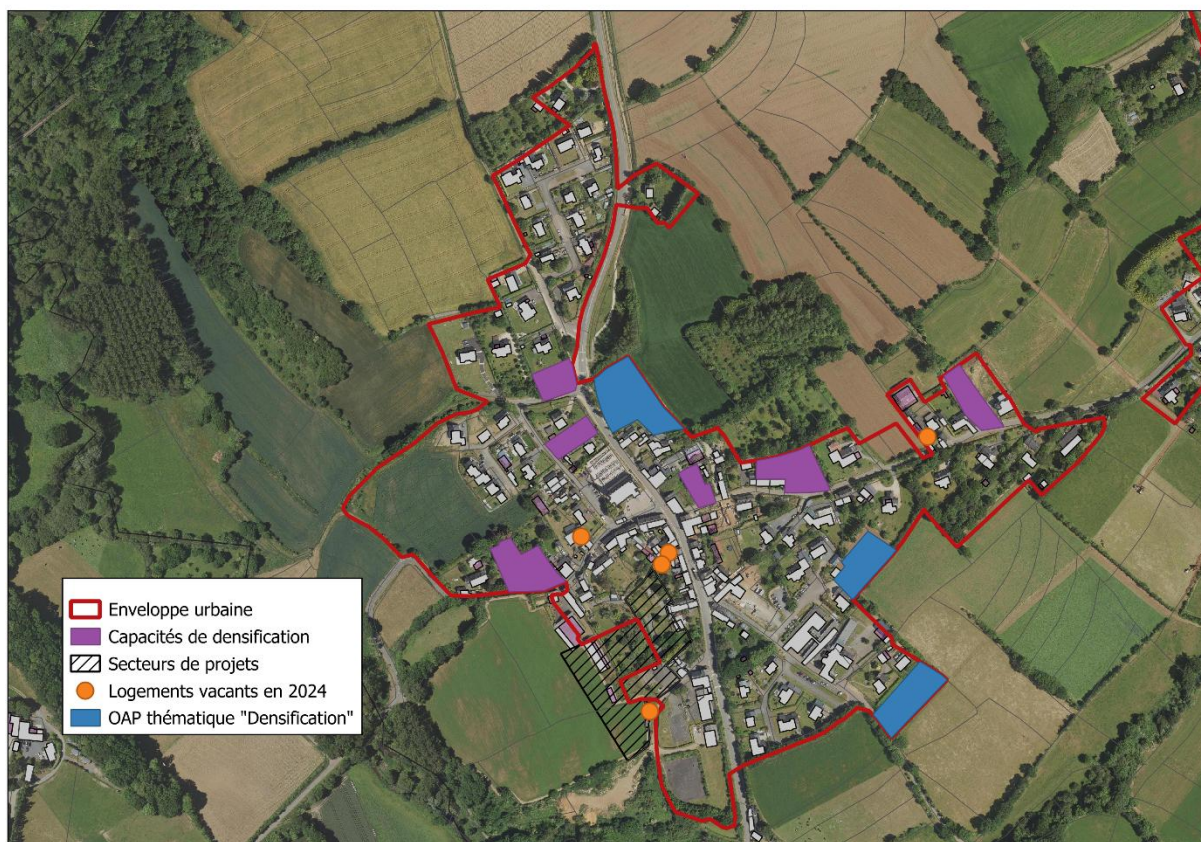 Enveloppe urbaine
Capacités de densification
Secteurs de projets
Logements vacants en 2024
OAP thématique "Densification"